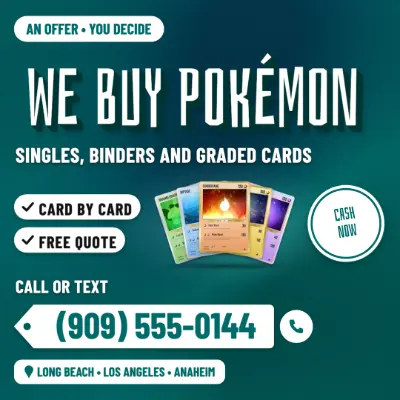 AN OFFER • YOU DECIDE
WE BUY POKÉMON
SINGLES, BINDERS AND GRADED CARDS
CARD BY CARD
FREE QUOTE
CASH
NOW
CALL OR TEXT
(909) 555-0144
LONG BEACH • LOS ANGELES • ANAHEIM